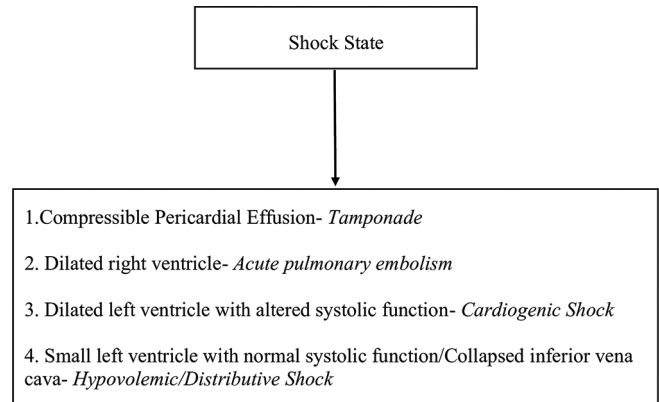 Shock State
1.Compressible Pericardial Effusion- Tamponade
2. Dilated right ventricle- Acute pulmonary embolism
3. Dilated left ventricle with altered systolic function- Cardiogenic Shock
4. Small left ventricle with normal systolic function/Collapsed inferior vena
cava- Hypovolemic/Distributive Shock